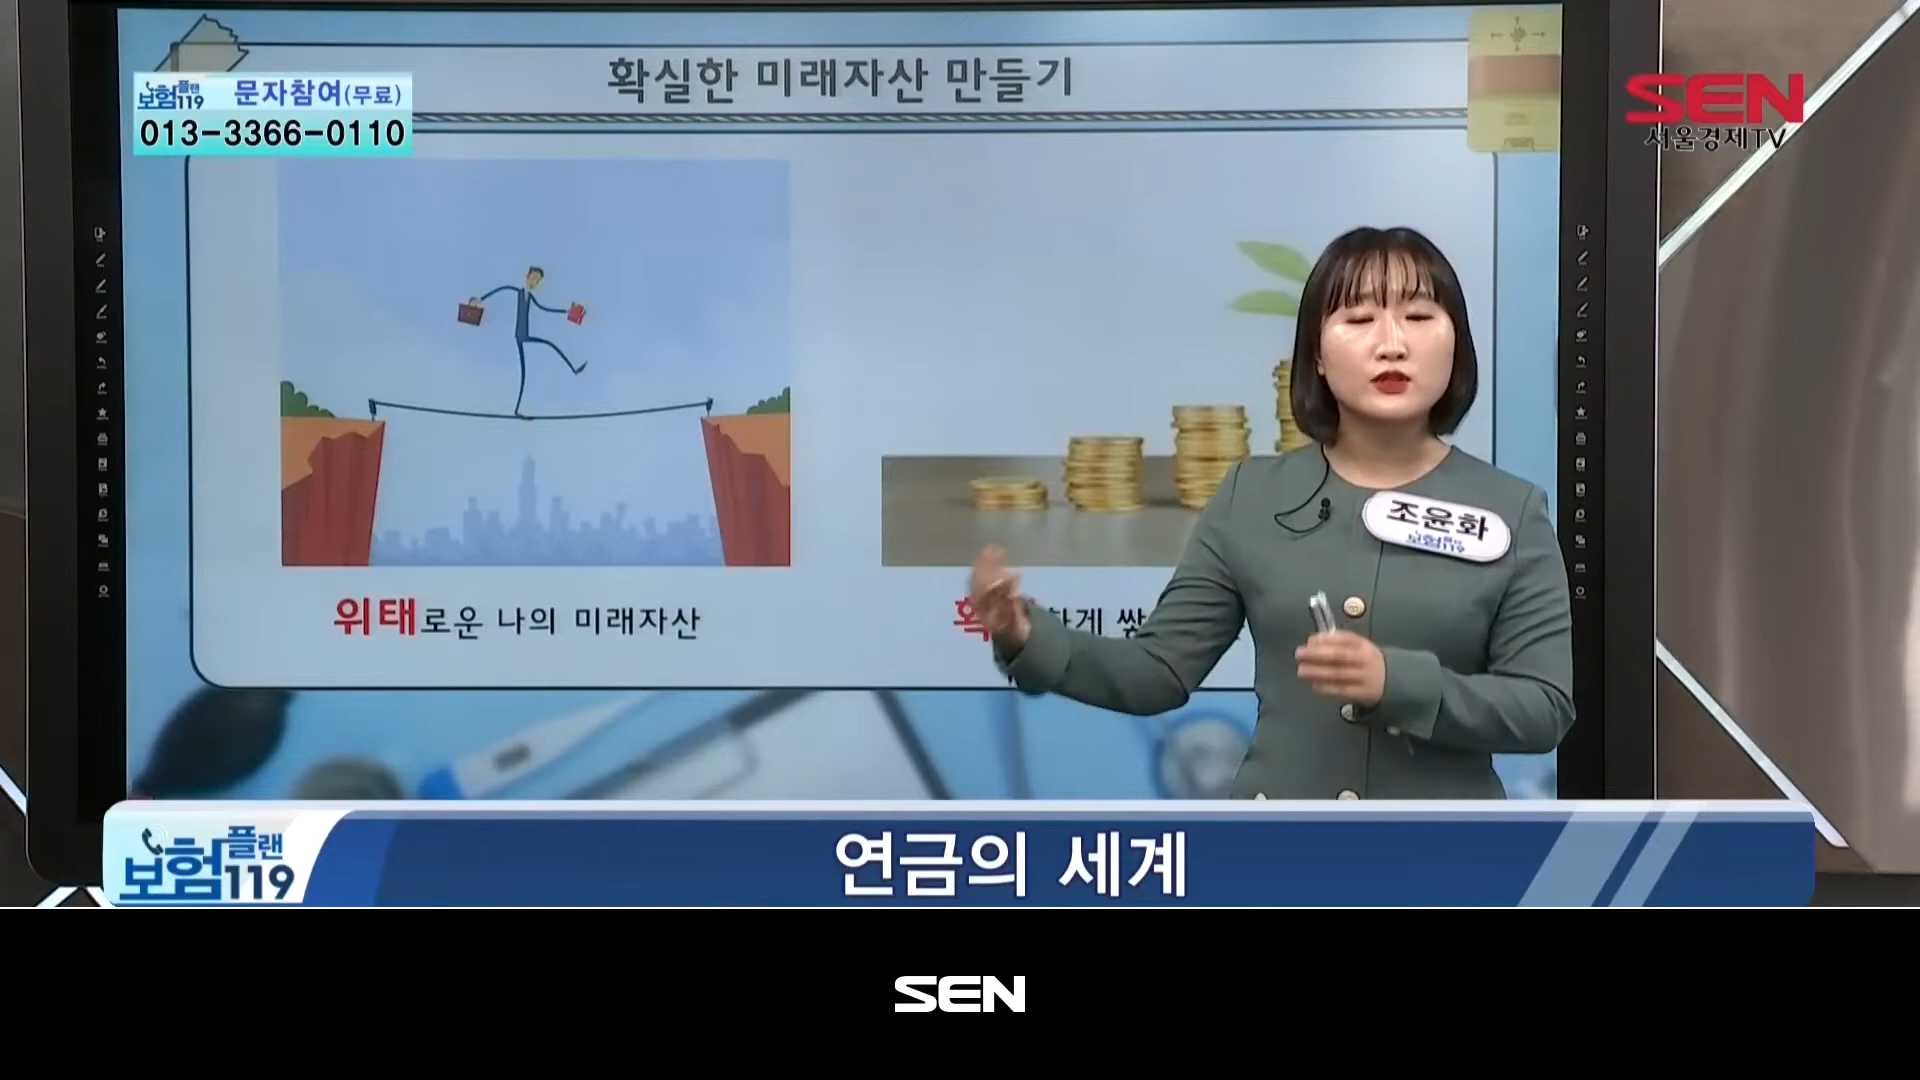 확실한 미래자산 만들기
보험플랜119 문자참여(무료)
013-3366-0110
SEN
서울경제TV
위태로운 나의 미래자산
하게
조윤화
보험플랜119
보험플랜119
연금의 세계
SEN